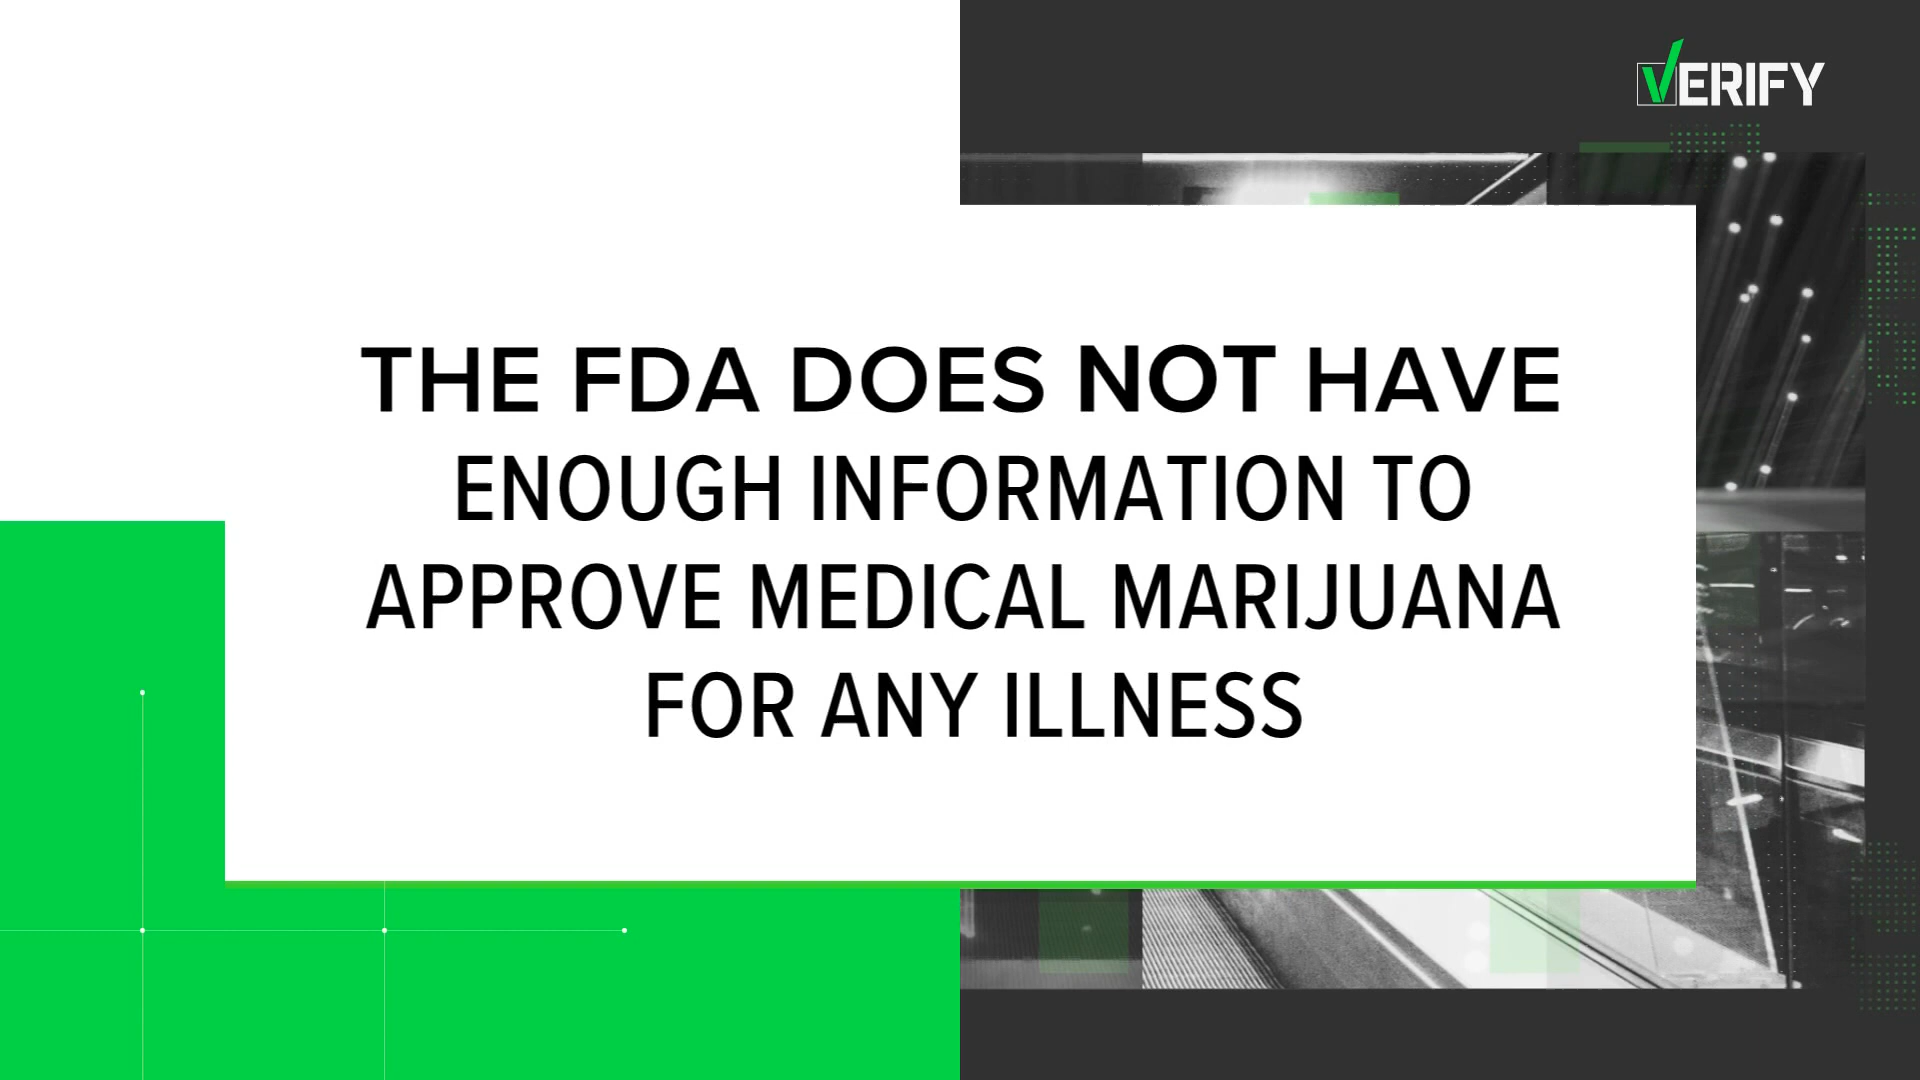 VERIFY
THE FDA DOES NOT HAVE
ENOUGH INFORMATION TO
APPROVE MEDICAL MARIJUANA
FOR ANY ILLNESS